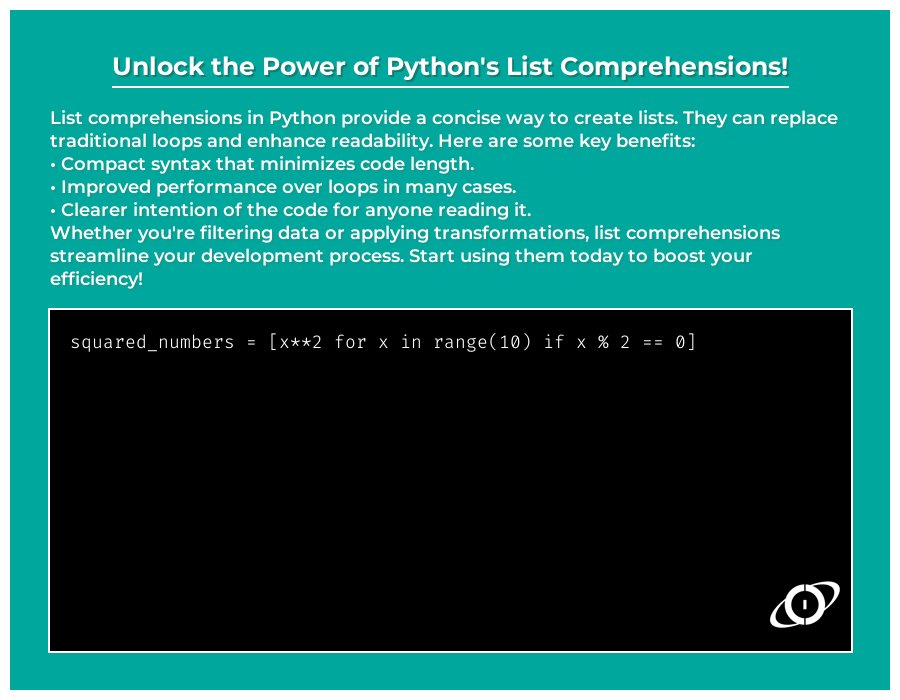 Unlock the Power of Python's List Comprehensions!
List comprehensions in Python provide a concise way to create lists. They can replace
traditional loops and enhance readability. Here are some key benefits:
• Compact syntax that minimizes code length.
• Improved performance over loops in many cases.
• Clearer intention of the code for anyone reading it.
Whether you're filtering data or applying transformations, list comprehensions
streamline your development process. Start using them today to boost your
efficiency!
squared_numbers = [x**2 for x in range(10) if x % 2 == 0]